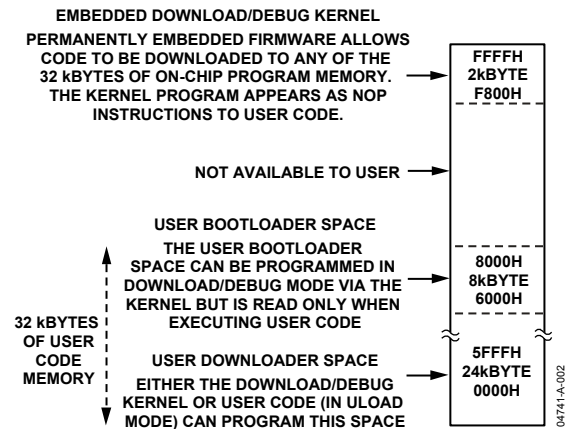 EMBEDDED DOWNLOAD/DEBUG KERNEL
PERMANENTLY EMBEDDED FIRMWARE ALLOWS
CODE TO BE DOWNLOADED TO ANY OF THE
32 kBYTES OF ON-CHIP PROGRAM MEMORY.
THE KERNEL PROGRAM APPEARS AS NOP
INSTRUCTIONS TO USER CODE.
FFFFH
2kBYTE
F800H
NOT AVAILABLE TO USER
USER BOOTLOADER SPACE
THE USER BOOTLOADER
SPACE CAN BE PROGRAMMED IN
DOWNLOAD/DEBUG MODE VIA THE
KERNEL BUT IS READ ONLY WHEN
EXECUTING USER CODE
8000H
8kBYTE
6000H
32 kBYTES
OF USER
CODE
MEMORY
USER DOWNLOADER SPACE
EITHER THE DOWNLOAD/DEBUG
KERNEL OR USER CODE (IN ULOAD
MODE) CAN PROGRAM THIS SPACE
5FFFH
24kBYTE
0000H
04741-A-002